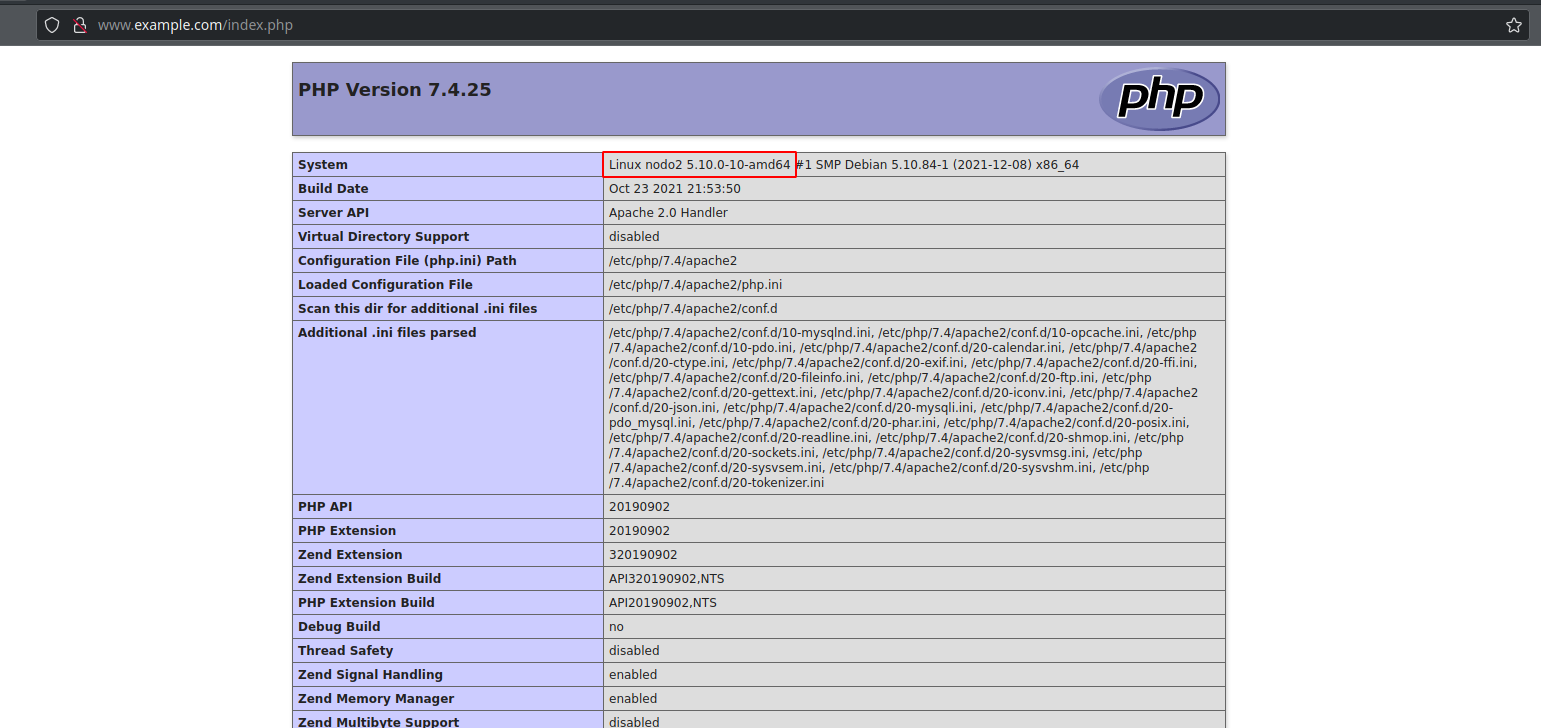 www.example.com/index.php
PHP Version 7.4.25
php
System Linux nodo2 5.10.0-10-amd64 #1 SMP Debian 5.10.84-1 (2021-12-08) x86_64
Build Date Oct 23 2021 21:53:50
Server API Apache 2.0 Handler
Virtual Directory Support disabled
Configuration File (php.ini) Path /etc/php/7.4/apache2
Loaded Configuration File /etc/php/7.4/apache2/php.ini
Scan this dir for additional .ini files /etc/php/7.4/apache2/conf.d
Additional .ini files parsed /etc/php/7.4/apache2/conf.d/10-mysqlnd.ini, /etc/php/7.4/apache2/conf.d/10-opcache.ini, /etc/php
/7.4/apache2/conf.d/10-pdo.ini, /etc/php/7.4/apache2/conf.d/20-calendar.ini, /etc/php/7.4/apache2
/conf.d/20-ctype.ini, /etc/php/7.4/apache2/conf.d/20-exif.ini, /etc/php/7.4/apache2/conf.d/20-ffi.ini,
/etc/php/7.4/apache2/conf.d/20-fileinfo.ini, /etc/php/7.4/apache2/conf.d/20-ftp.ini, /etc/php
/7.4/apache2/conf.d/20-gettext.ini, /etc/php/7.4/apache2/conf.d/20-iconv.ini, /etc/php/7.4/apache2
/conf.d/20-json.ini, /etc/php/7.4/apache2/conf.d/20-mysqli.ini, /etc/php/7.4/apache2/conf.d/20-
pdo_mysql.ini, /etc/php/7.4/apache2/conf.d/20-phar.ini, /etc/php/7.4/apache2/conf.d/20-posix.ini,
/etc/php/7.4/apache2/conf.d/20-readline.ini, /etc/php/7.4/apache2/conf.d/20-shmop.ini, /etc/php
/7.4/apache2/conf.d/20-sockets.ini, /etc/php/7.4/apache2/conf.d/20-sysvmsg.ini, /etc/php
/7.4/apache2/conf.d/20-sysvsem.ini, /etc/php/7.4/apache2/conf.d/20-sysvshm.ini, /etc/php
/7.4/apache2/conf.d/20-tokenizer.ini
PHP API 20190902
PHP Extension 20190902
Zend Extension 320190902
Zend Extension Build API320190902,NTS
PHP Extension Build API20190902,NTS
Debug Build no
Thread Safety disabled
Zend Signal Handling enabled
Zend Memory Manager enabled
Zend Multibyte Support disabled